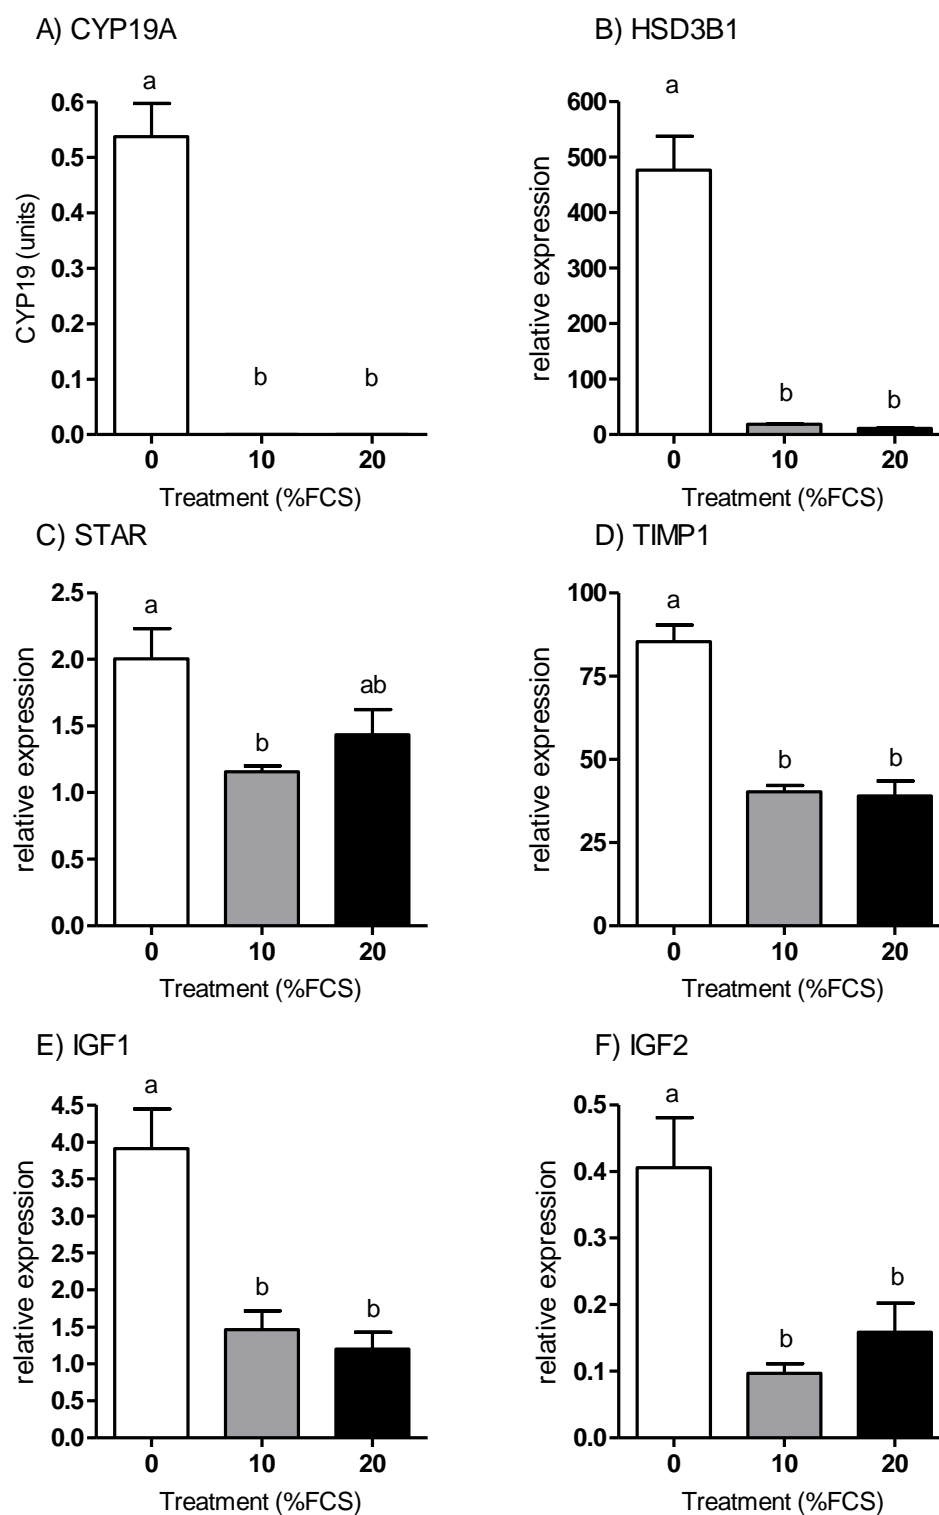 A) CYP19A
a
0.6
0.5
0.4
0.3
0.2
0.1
0.0
CYP19 (units)
b b
0 10 20
Treatment (%FCS)
B) HSD3B1
a
600
500
400
300
200
100
0
relative expression
b b
0 10 20
Treatment (%FCS)
C) STAR
2.5
2.0
1.5
1.0
0.5
0.0
relative expression
a
b
ab
0 10 20
Treatment (%FCS)
D) TIMP1
100
75
50
25
0
relative expression
a
b b
0 10 20
Treatment (%FCS)
E) IGF1
a
4.5
4.0
3.5
3.0
2.5
2.0
1.5
1.0
0.5
0.0
relative expression
b
b
0 10 20
Treatment (%FCS)
F) IGF2
a
0.5
0.4
0.3
0.2
0.1
0.0
relative expression
b
b
0 10 20
Treatment (%FCS)